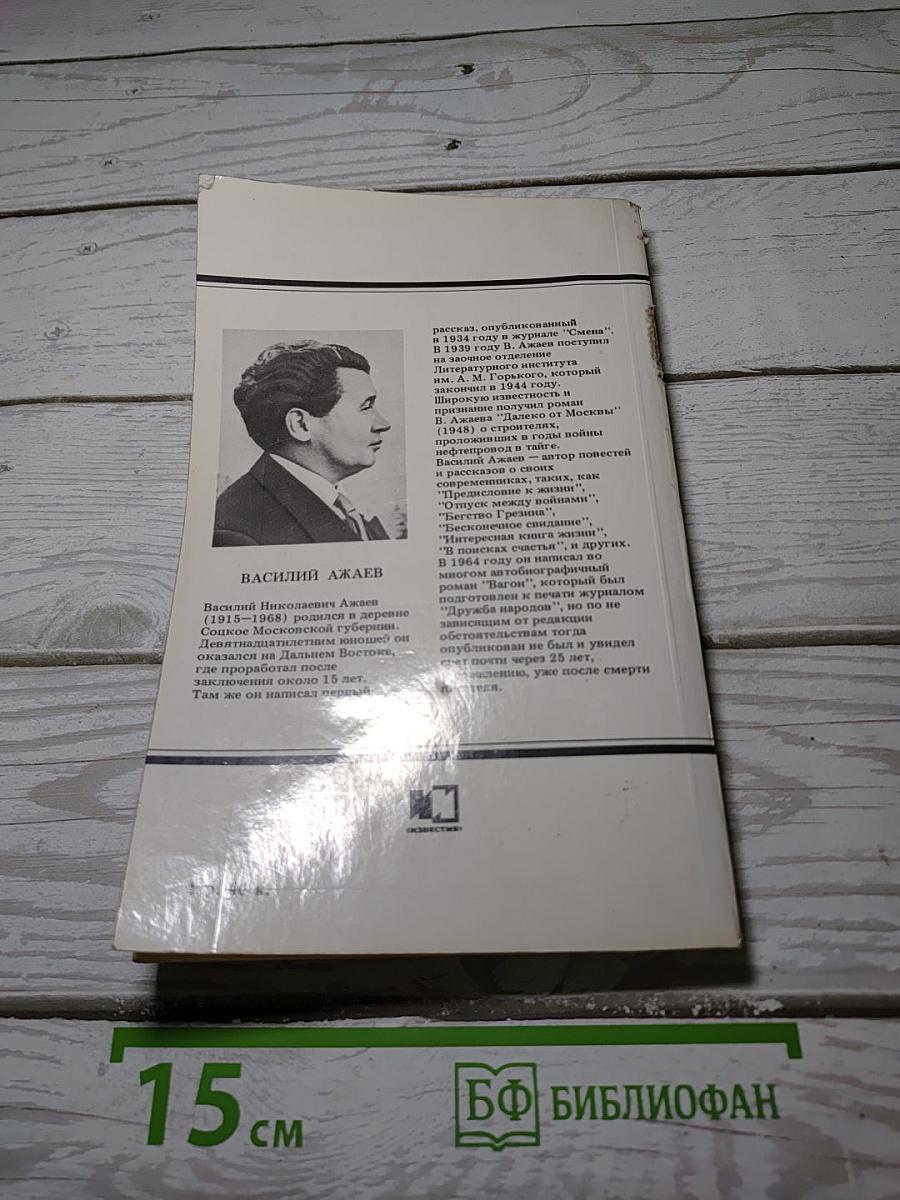 ВАСИЛИЙ АЖАЕВ
Василий Николаевич Ажаев
(1915—1968) родился в деревне
Соцкое Московской губернии.
Девятнадцатилетним юношей он
оказался на Дальнем Востоке,
где проработал после
заключения около 15 лет.
Там же он написал первый
рассказ, опубликованный
в 1934 году в журнале "Смена".
В 1939 году В. Ажаев поступил
на заочное отделение
Литературного института
им. А. М. Горького, который
закончил в 1944 году.
Широкую известность и
признание получил роман
В. Ажаева "Далеко от Москвы"
(1948) о строителях,
проложивших в годы войны
нефтепровод в тайге.
Василий Ажаев — автор повестей
и рассказов о своих
современниках, таких, как
"Предисловие к жизни",
"Отпуск между войнами",
"Бегство Грезина",
"Бесконечное свидание",
"Интересная книга жизни",
"В поисках счастья", и других.
В 1964 году он написал во
многом автобиографичный
роман "Вагон", который был
подготовлен к печати журналом
"Дружба народов", но по не
зависящим от редакции
обстоятельствам тогда
опубликован не был и увидел
свет почти через 25 лет,
уже после смерти
«ИЗВЕСТИЯ»
15 см
БФ БИБЛИОФАН